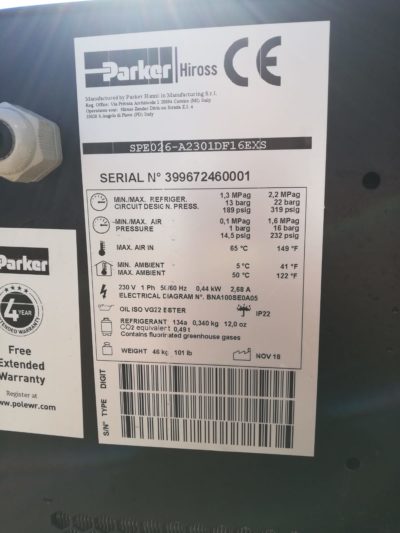 Parker Hiross CE
Manufactured by Parker Hannifin Manufacturing S.r.l.
SPE026-A2301DF16EXS
SERIAL N° 399672460001
MIN./MAX. REFRIGER. 1,3 MPag 2,2 MPag
CIRCUIT DESIGN. PRESS. 13 barg 22 barg
189 psig 319 psig
MIN./MAX. AIR 0,1 MPag 1,6 MPag
PRESSURE 1 barg 16 barg
14,5 psig 232 psig
MAX. AIR IN 65 °C 149 °F
MIN. AMBIENT 5 °C 41 °F
MAX. AMBIENT 50 °C 122 °F
230 V 1 Ph 50/60 Hz 0,44 kW 2,68 A
ELECTRICAL DIAGRAM N°. BNA100SE0A05
OIL ISO VG22 ESTER IP22
REFRIGERANT 134a 0,340 kg 12,0 oz
CO2 equivalent 0,491
Contains fluorinated greenhouse gases
WEIGHT 46 kg 101 lb NOV 18
S/N° TYPE DIGIT
Parker
4 YEAR
EXTENDED WARRANTY
Free
Extended
Warranty
Register at
www.polewr.com